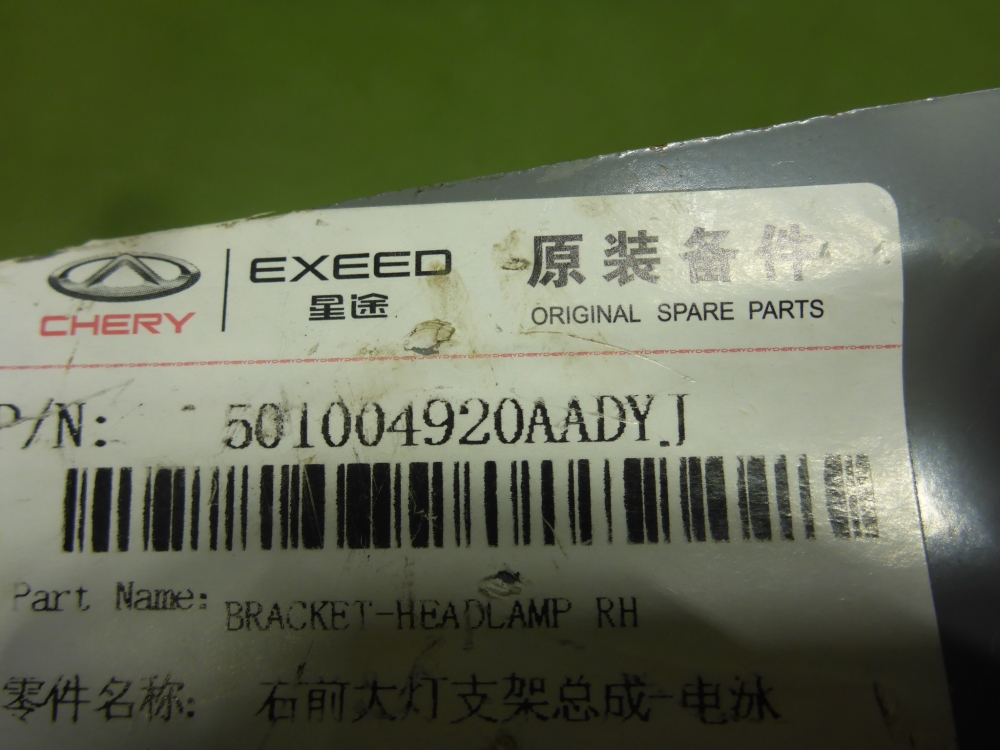 CHERY
EXEED
星途
原装备件
ORIGINAL SPARE PARTS
P/N: 501004920AADYJ
Part Name: BRACKET-HEADLAMP RH
零件名称: 右前大灯支架总成-电泳